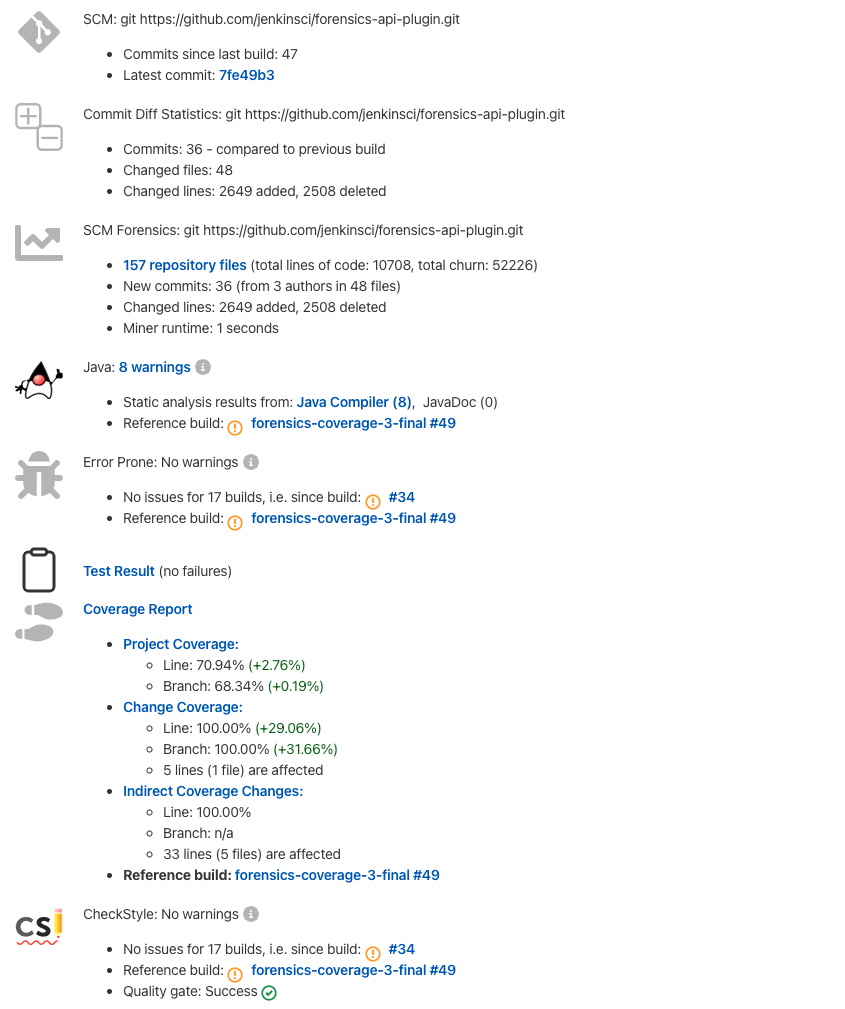 SCM: git https://github.com/jenkinsci/forensics-api-plugin.git
Commits since last build: 47
Latest commit: 7fe49b3
Commit Diff Statistics: git https://github.com/jenkinsci/forensics-api-plugin.git
Commits: 36 - compared to previous build
Changed files: 48
Changed lines: 2649 added, 2508 deleted
SCM Forensics: git https://github.com/jenkinsci/forensics-api-plugin.git
157 repository files (total lines of code: 10708, total churn: 52226)
New commits: 36 (from 3 authors in 48 files)
Changed lines: 2649 added, 2508 deleted
Miner runtime: 1 seconds
Java: 8 warnings
Static analysis results from: Java Compiler (8), JavaDoc (0)
Reference build: forensics-coverage-3-final #49
Error Prone: No warnings
No issues for 17 builds, i.e. since build: #34
Reference build: forensics-coverage-3-final #49
Test Result (no failures)
Coverage Report
Project Coverage:
Line: 70.94% (+2.76%)
Branch: 68.34% (+0.19%)
Change Coverage:
Line: 100.00% (+29.06%)
Branch: 100.00% (+31.66%)
5 lines (1 file) are affected
Indirect Coverage Changes:
Line: 100.00%
Branch: n/a
33 lines (5 files) are affected
Reference build: forensics-coverage-3-final #49
cs
CheckStyle: No warnings
No issues for 17 builds, i.e. since build: #34
Reference build: forensics-coverage-3-final #49
Quality gate: Success